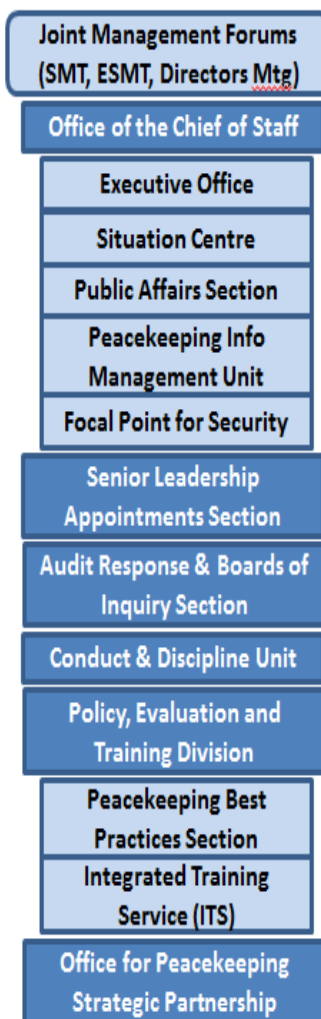 Joint Management Forums
(SMT, ESMT, Directors Mtg)
Office of the Chief of Staff
Executive Office
Situation Centre
Public Affairs Section
Peacekeeping Info
Management Unit
Focal Point for Security
Senior Leadership
Appointments Section
Audit Response & Boards of
Inquiry Section
Conduct & Discipline Unit
Policy, Evaluation and
Training Division
Peacekeeping Best
Practices Section
Integrated Training
Service (ITS)
Office for Peacekeeping
Strategic Partnership